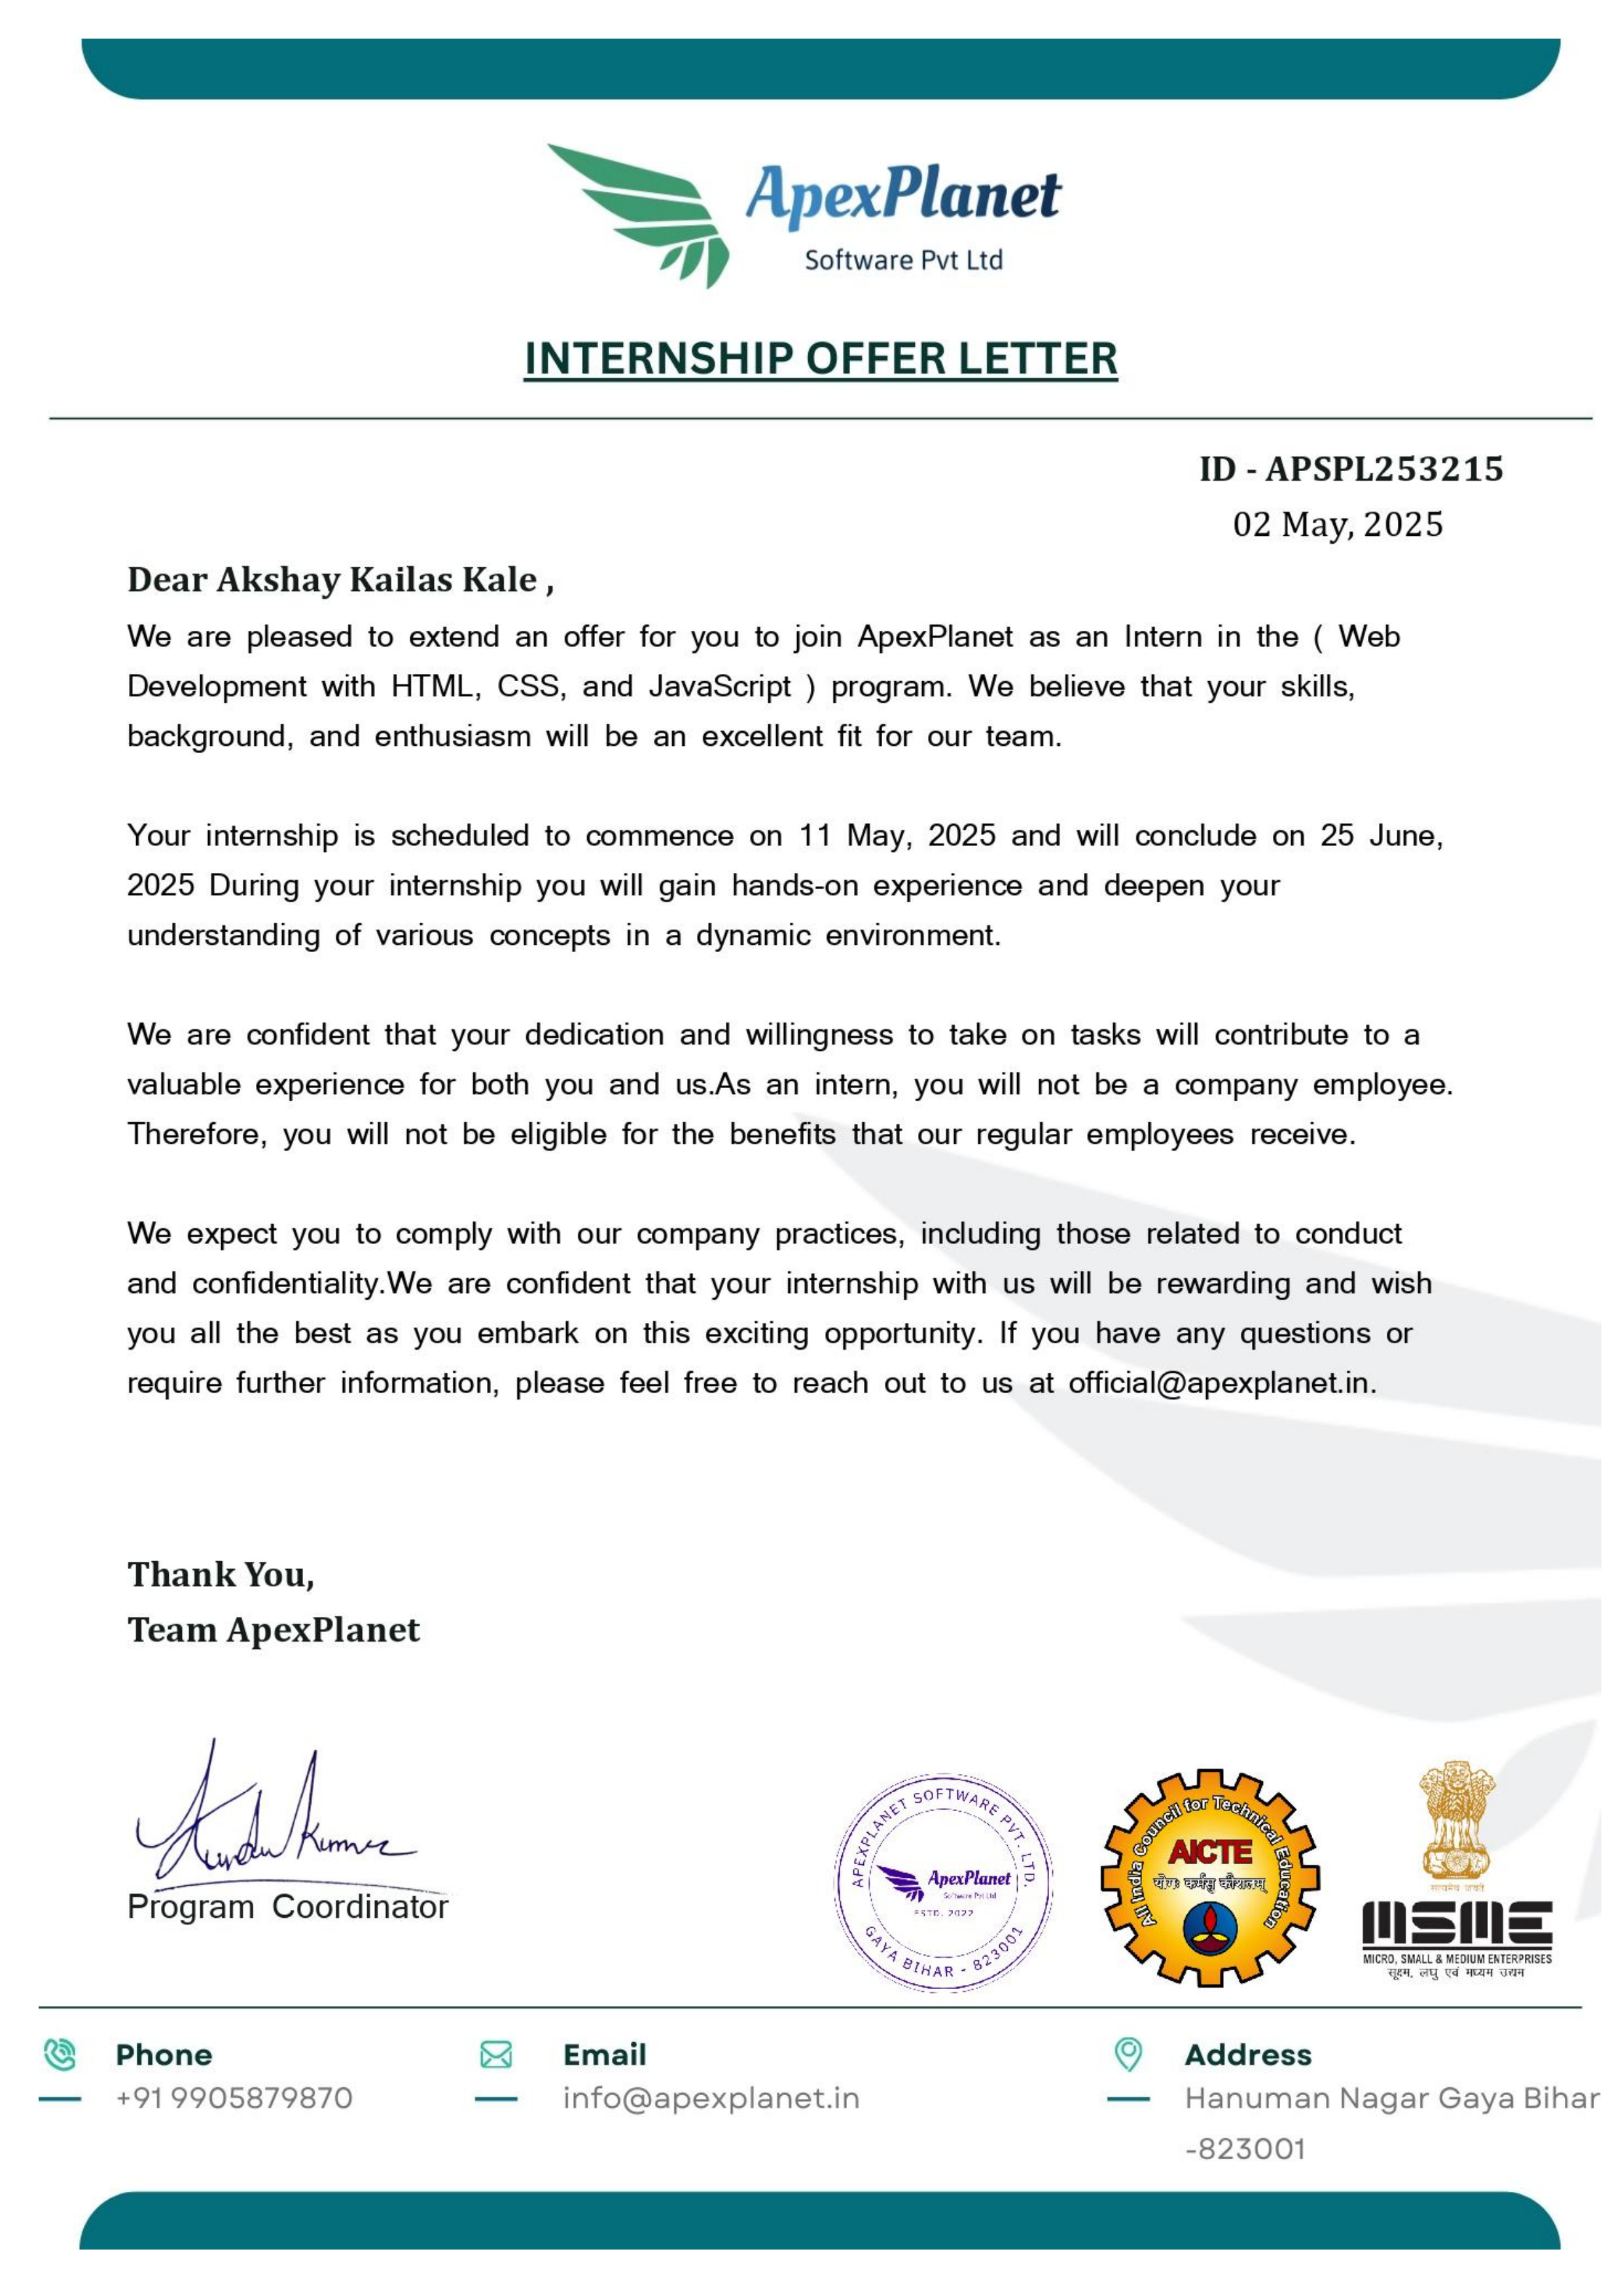 ApexPlanet
Software Pvt Ltd
INTERNSHIP OFFER LETTER
ID - APSPL253215
02 May, 2025
Dear Akshay Kailas Kale ,
We are pleased to extend an offer for you to join ApexPlanet as an Intern in the ( Web
Development with HTML, CSS, and JavaScript ) program. We believe that your skills,
background, and enthusiasm will be an excellent fit for our team.
Your internship is scheduled to commence on 11 May, 2025 and will conclude on 25 June,
2025 During your internship you will gain hands-on experience and deepen your
understanding of various concepts in a dynamic environment.
We are confident that your dedication and willingness to take on tasks will contribute to a
valuable experience for both you and us.As an intern, you will not be a company employee.
Therefore, you will not be eligible for the benefits that our regular employees receive.
We expect you to comply with our company practices, including those related to conduct
and confidentiality.We are confident that your internship with us will be rewarding and wish
you all the best as you embark on this exciting opportunity. If you have any questions or
require further information, please feel free to reach out to us at official@apexplanet.in.
Thank You,
Team ApexPlanet
Kumar
Program Coordinator
APEXPLANET SOFTWARE PVT. LTD.
ApexPlanet
Software Pvt Ltd
ESTD. 2022
GAYA BIHAR - 823001
All India Council for Technical Education
AICTE
योगः कर्मसु कौशलम्
सत्यमेव जयते
MSME
MICRO, SMALL & MEDIUM ENTERPRISES
सूक्ष्म, लघु एवं मध्यम उद्यम
Phone
+91 9905879870
Email
info@apexplanet.in
Address
Hanuman Nagar Gaya Bihar
-823001